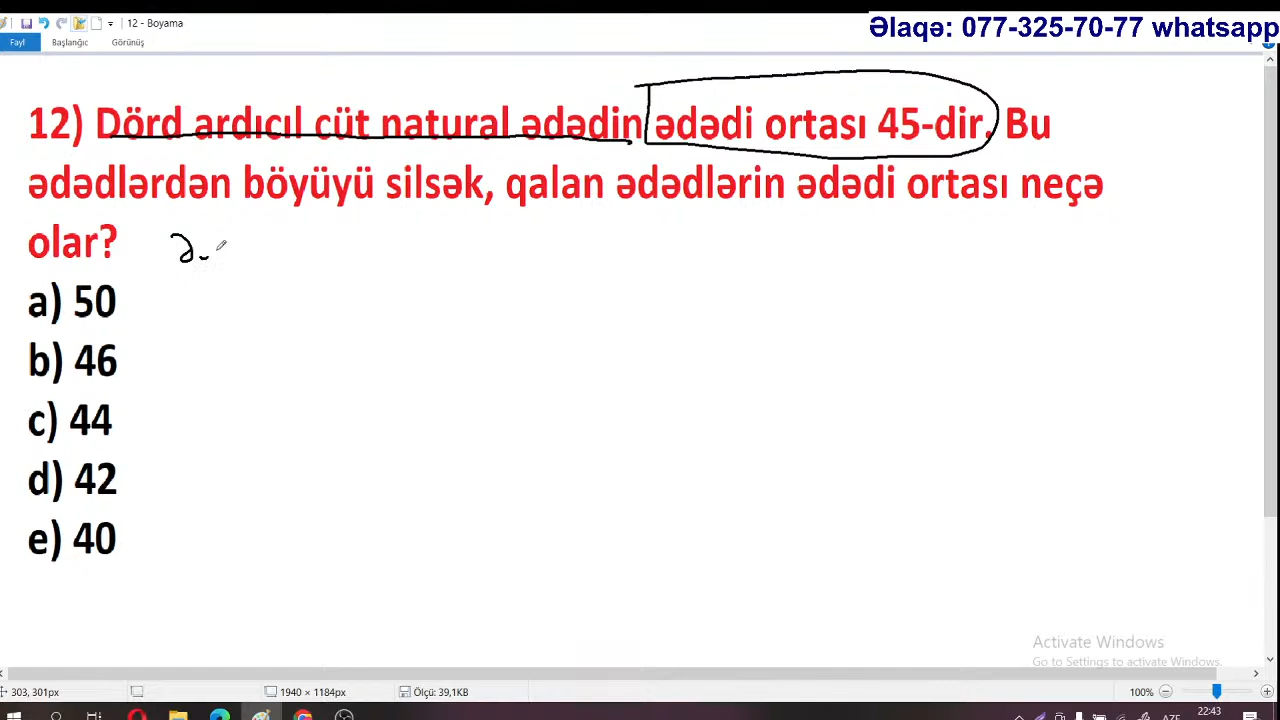 12 - Boyama
Əlaqə: 077-325-70-77 whatsapp
Fayl Başlanğıc Görünüş
12) Dörd ardıcıl cüt natural ədədin ədədi ortası 45-dir. Bu
ədədlərdən böyüyü silsək, qalan ədədlərin ədədi ortası neçə
olar? ə.
a) 50
b) 46
c) 44
d) 42
e) 40
Activate Windows
Go to Settings to activate Windows.
303, 301px 1940 × 1184px Ölçü: 39,1KB 100%
AZE 22:43